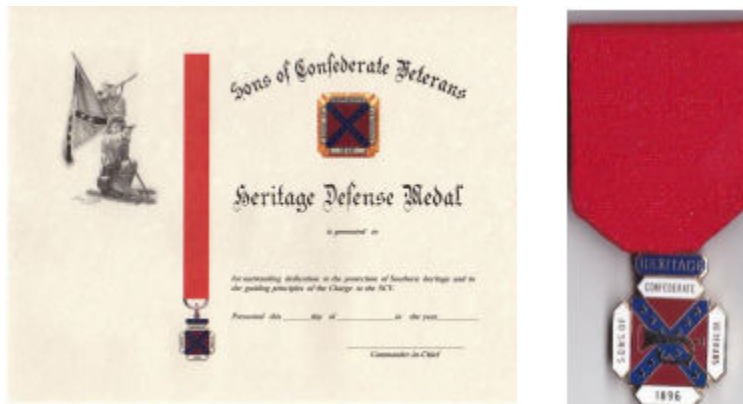 Sons of Confederate Veterans
1896
Heritage Defense Medal
is presented to
for outstanding dedication in the protection of Southern heritage and to
the guiding principles of the Charge to the SCV.
Presented this day of in the year
Commander-in-Chief
HERITAGE
CONFEDERATE
SONS OF
VETERANS
1896